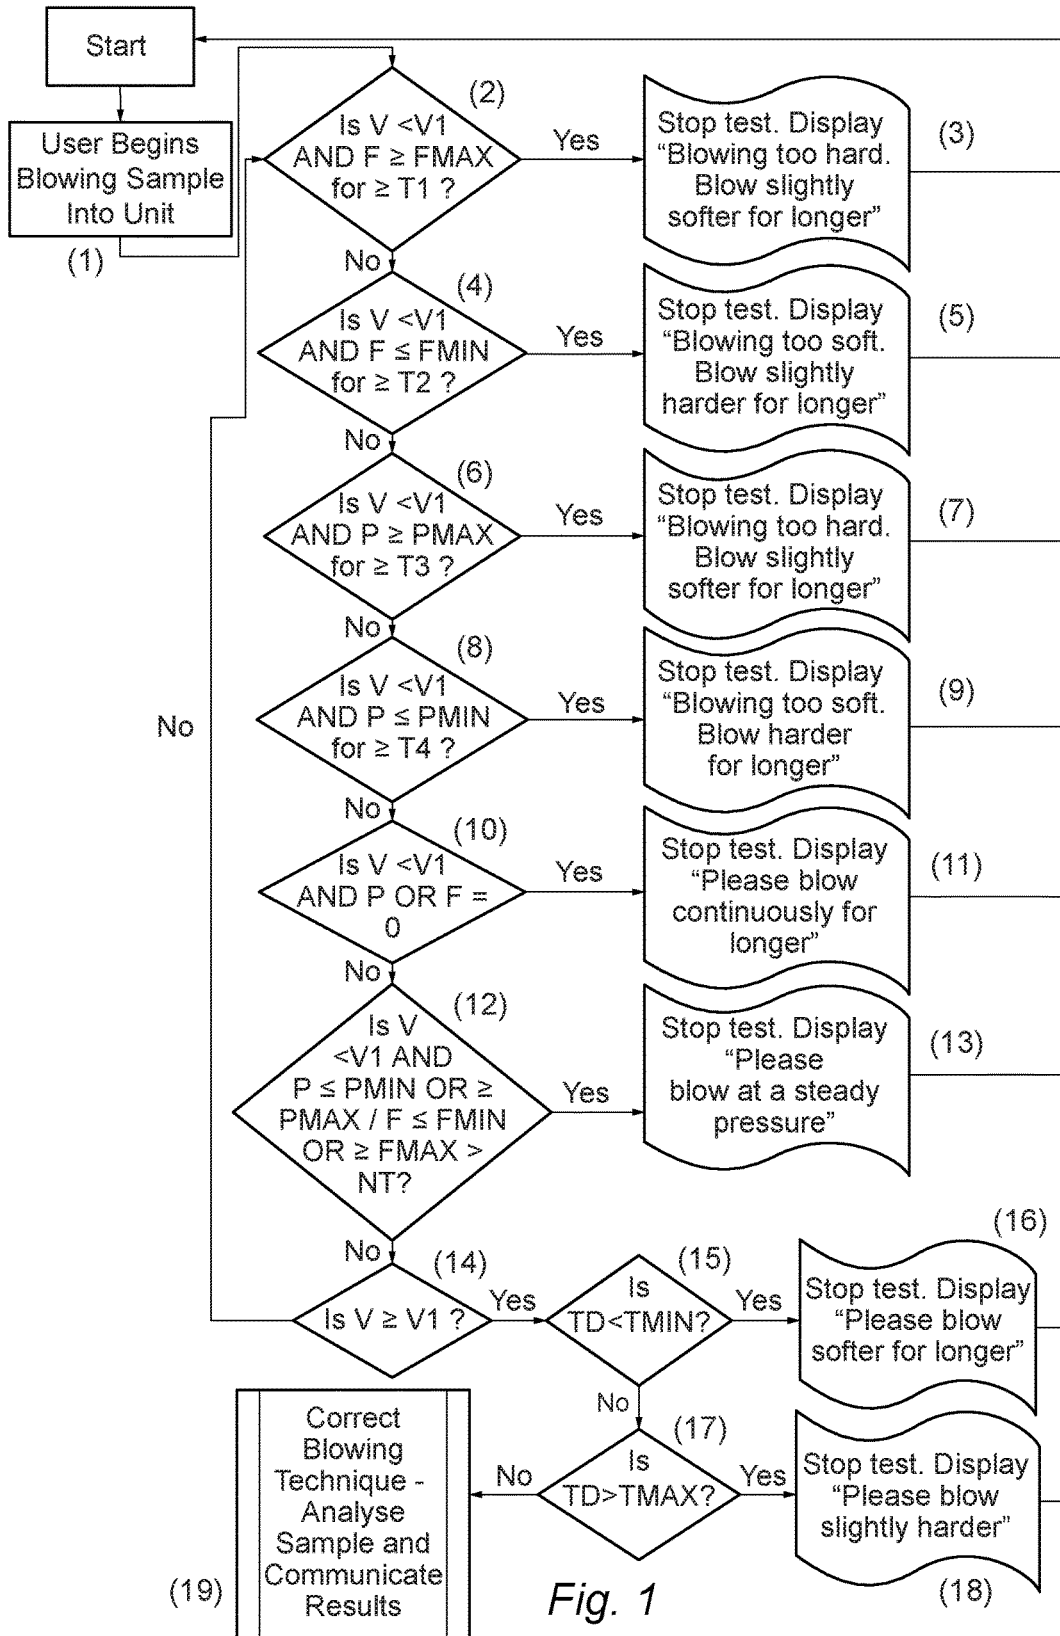 Start
User Begins
Blowing Sample
Into Unit
(1)
(2)
Is V <V1
AND F ≥ FMAX
for ≥ T1 ?
Yes
Stop test. Display
“Blowing too hard.
Blow slightly
softer for longer”
(3)
No
(4)
Is V <V1
AND F ≤ FMIN
for ≥ T2 ?
Yes
Stop test. Display
“Blowing too soft.
Blow slightly
harder for longer”
(5)
No
(6)
Is V <V1
AND P ≥ PMAX
for ≥ T3 ?
Yes
Stop test. Display
“Blowing too hard.
Blow slightly
softer for longer”
(7)
No
(8)
Is V <V1
AND P ≤ PMIN
for ≥ T4 ?
Yes
Stop test. Display
“Blowing too soft.
Blow harder
for longer”
(9)
No
No
(10)
Is V <V1
AND P OR F =
0
Yes
Stop test. Display
“Please blow
continuously for
longer”
(11)
No
(12)
Is V
<V1 AND
P ≤ PMIN OR ≥
PMAX / F ≤ FMIN
OR ≥ FMAX >
NT?
Yes
Stop test. Display
“Please
blow at a steady
pressure”
(13)
No
(14)
Is V ≥ V1 ?
Yes
(15)
Is
TD<TMIN?
Yes
(16)
Stop test. Display
“Please blow
softer for longer”
No
(17)
Is
TD>TMAX?
Yes
Stop test. Display
“Please blow
slightly harder”
(18)
No
Correct
Blowing
Technique -
Analyse
Sample and
Communicate
Results
(19)
Fig. 1